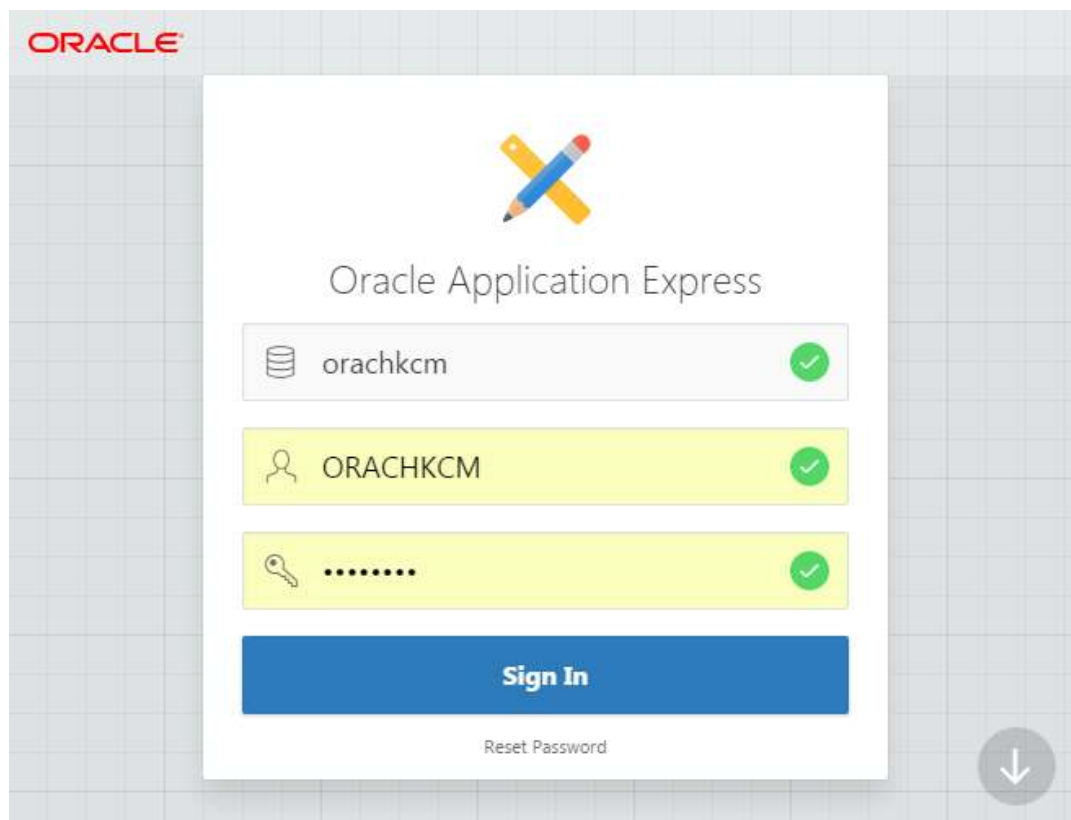 ORACLE
Oracle Application Express
orachkcm
ORACHKCM
••••••••
Sign In
Reset Password